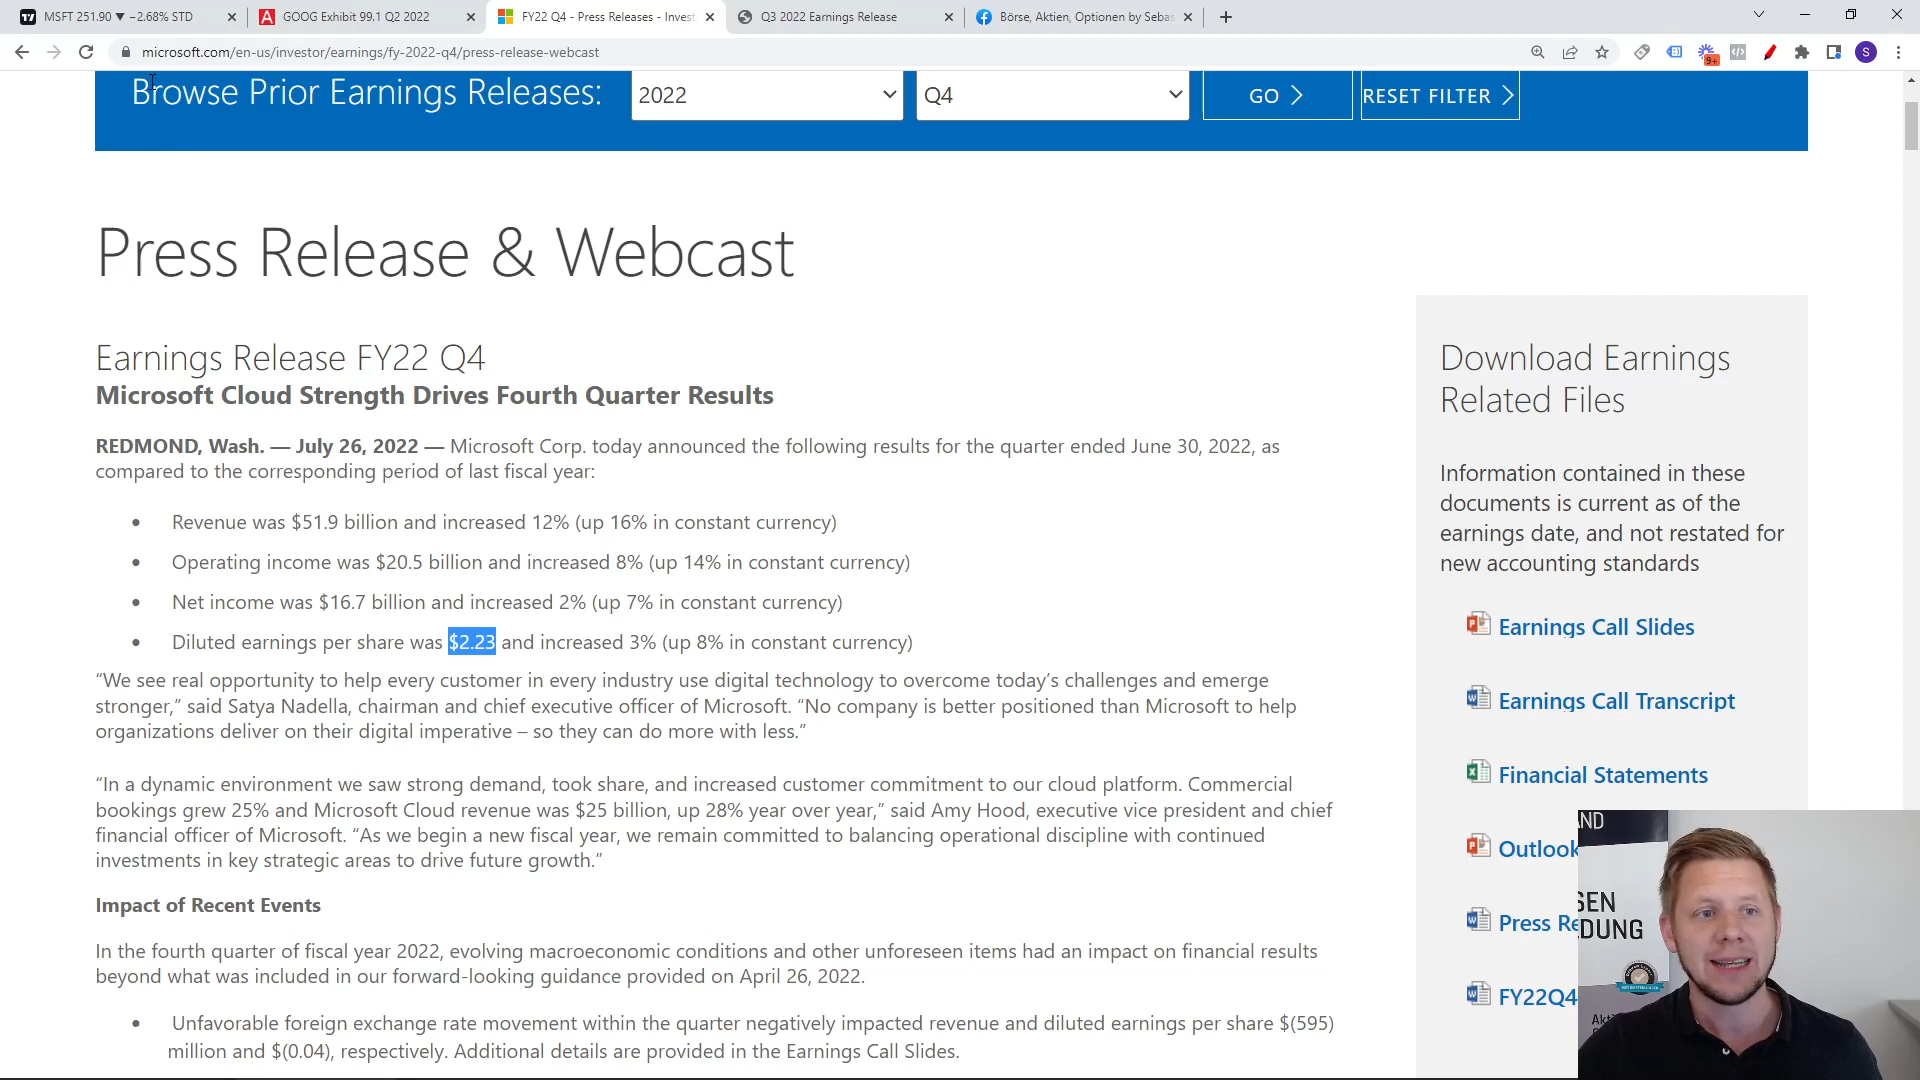 MSFT 251.90 ▼ −2.68% STD
GOOG Exhibit 99.1 Q2 2022
FY22 Q4 - Press Releases - Invest
Q3 2022 Earnings Release
Börse, Aktien, Optionen by Sebas
microsoft.com/en-us/investor/earnings/fy-2022-q4/press-release-webcast
9+
S
Browse Prior Earnings Releases:
2022
Q4
GO
RESET FILTER
Press Release & Webcast
Earnings Release FY22 Q4
Microsoft Cloud Strength Drives Fourth Quarter Results
REDMOND, Wash. — July 26, 2022 — Microsoft Corp. today announced the following results for the quarter ended June 30, 2022, as
compared to the corresponding period of last fiscal year:
• Revenue was $51.9 billion and increased 12% (up 16% in constant currency)
• Operating income was $20.5 billion and increased 8% (up 14% in constant currency)
• Net income was $16.7 billion and increased 2% (up 7% in constant currency)
• Diluted earnings per share was $2.23 and increased 3% (up 8% in constant currency)
“We see real opportunity to help every customer in every industry use digital technology to overcome today’s challenges and emerge
stronger,” said Satya Nadella, chairman and chief executive officer of Microsoft. “No company is better positioned than Microsoft to help
organizations deliver on their digital imperative – so they can do more with less.”
“In a dynamic environment we saw strong demand, took share, and increased customer commitment to our cloud platform. Commercial
bookings grew 25% and Microsoft Cloud revenue was $25 billion, up 28% year over year,” said Amy Hood, executive vice president and chief
financial officer of Microsoft. “As we begin a new fiscal year, we remain committed to balancing operational discipline with continued
investments in key strategic areas to drive future growth.”
Impact of Recent Events
In the fourth quarter of fiscal year 2022, evolving macroeconomic conditions and other unforeseen items had an impact on financial results
beyond what was included in our forward-looking guidance provided on April 26, 2022.
• Unfavorable foreign exchange rate movement within the quarter negatively impacted revenue and diluted earnings per share $(595)
million and $(0.04), respectively. Additional details are provided in the Earnings Call Slides.
Download Earnings
Related Files
Information contained in these
documents is current as of the
earnings date, and not restated for
new accounting standards
Earnings Call Slides
Earnings Call Transcript
Financial Statements
Outlook
Press Re
FY22Q4
AND
SEN
DUNG
Akti